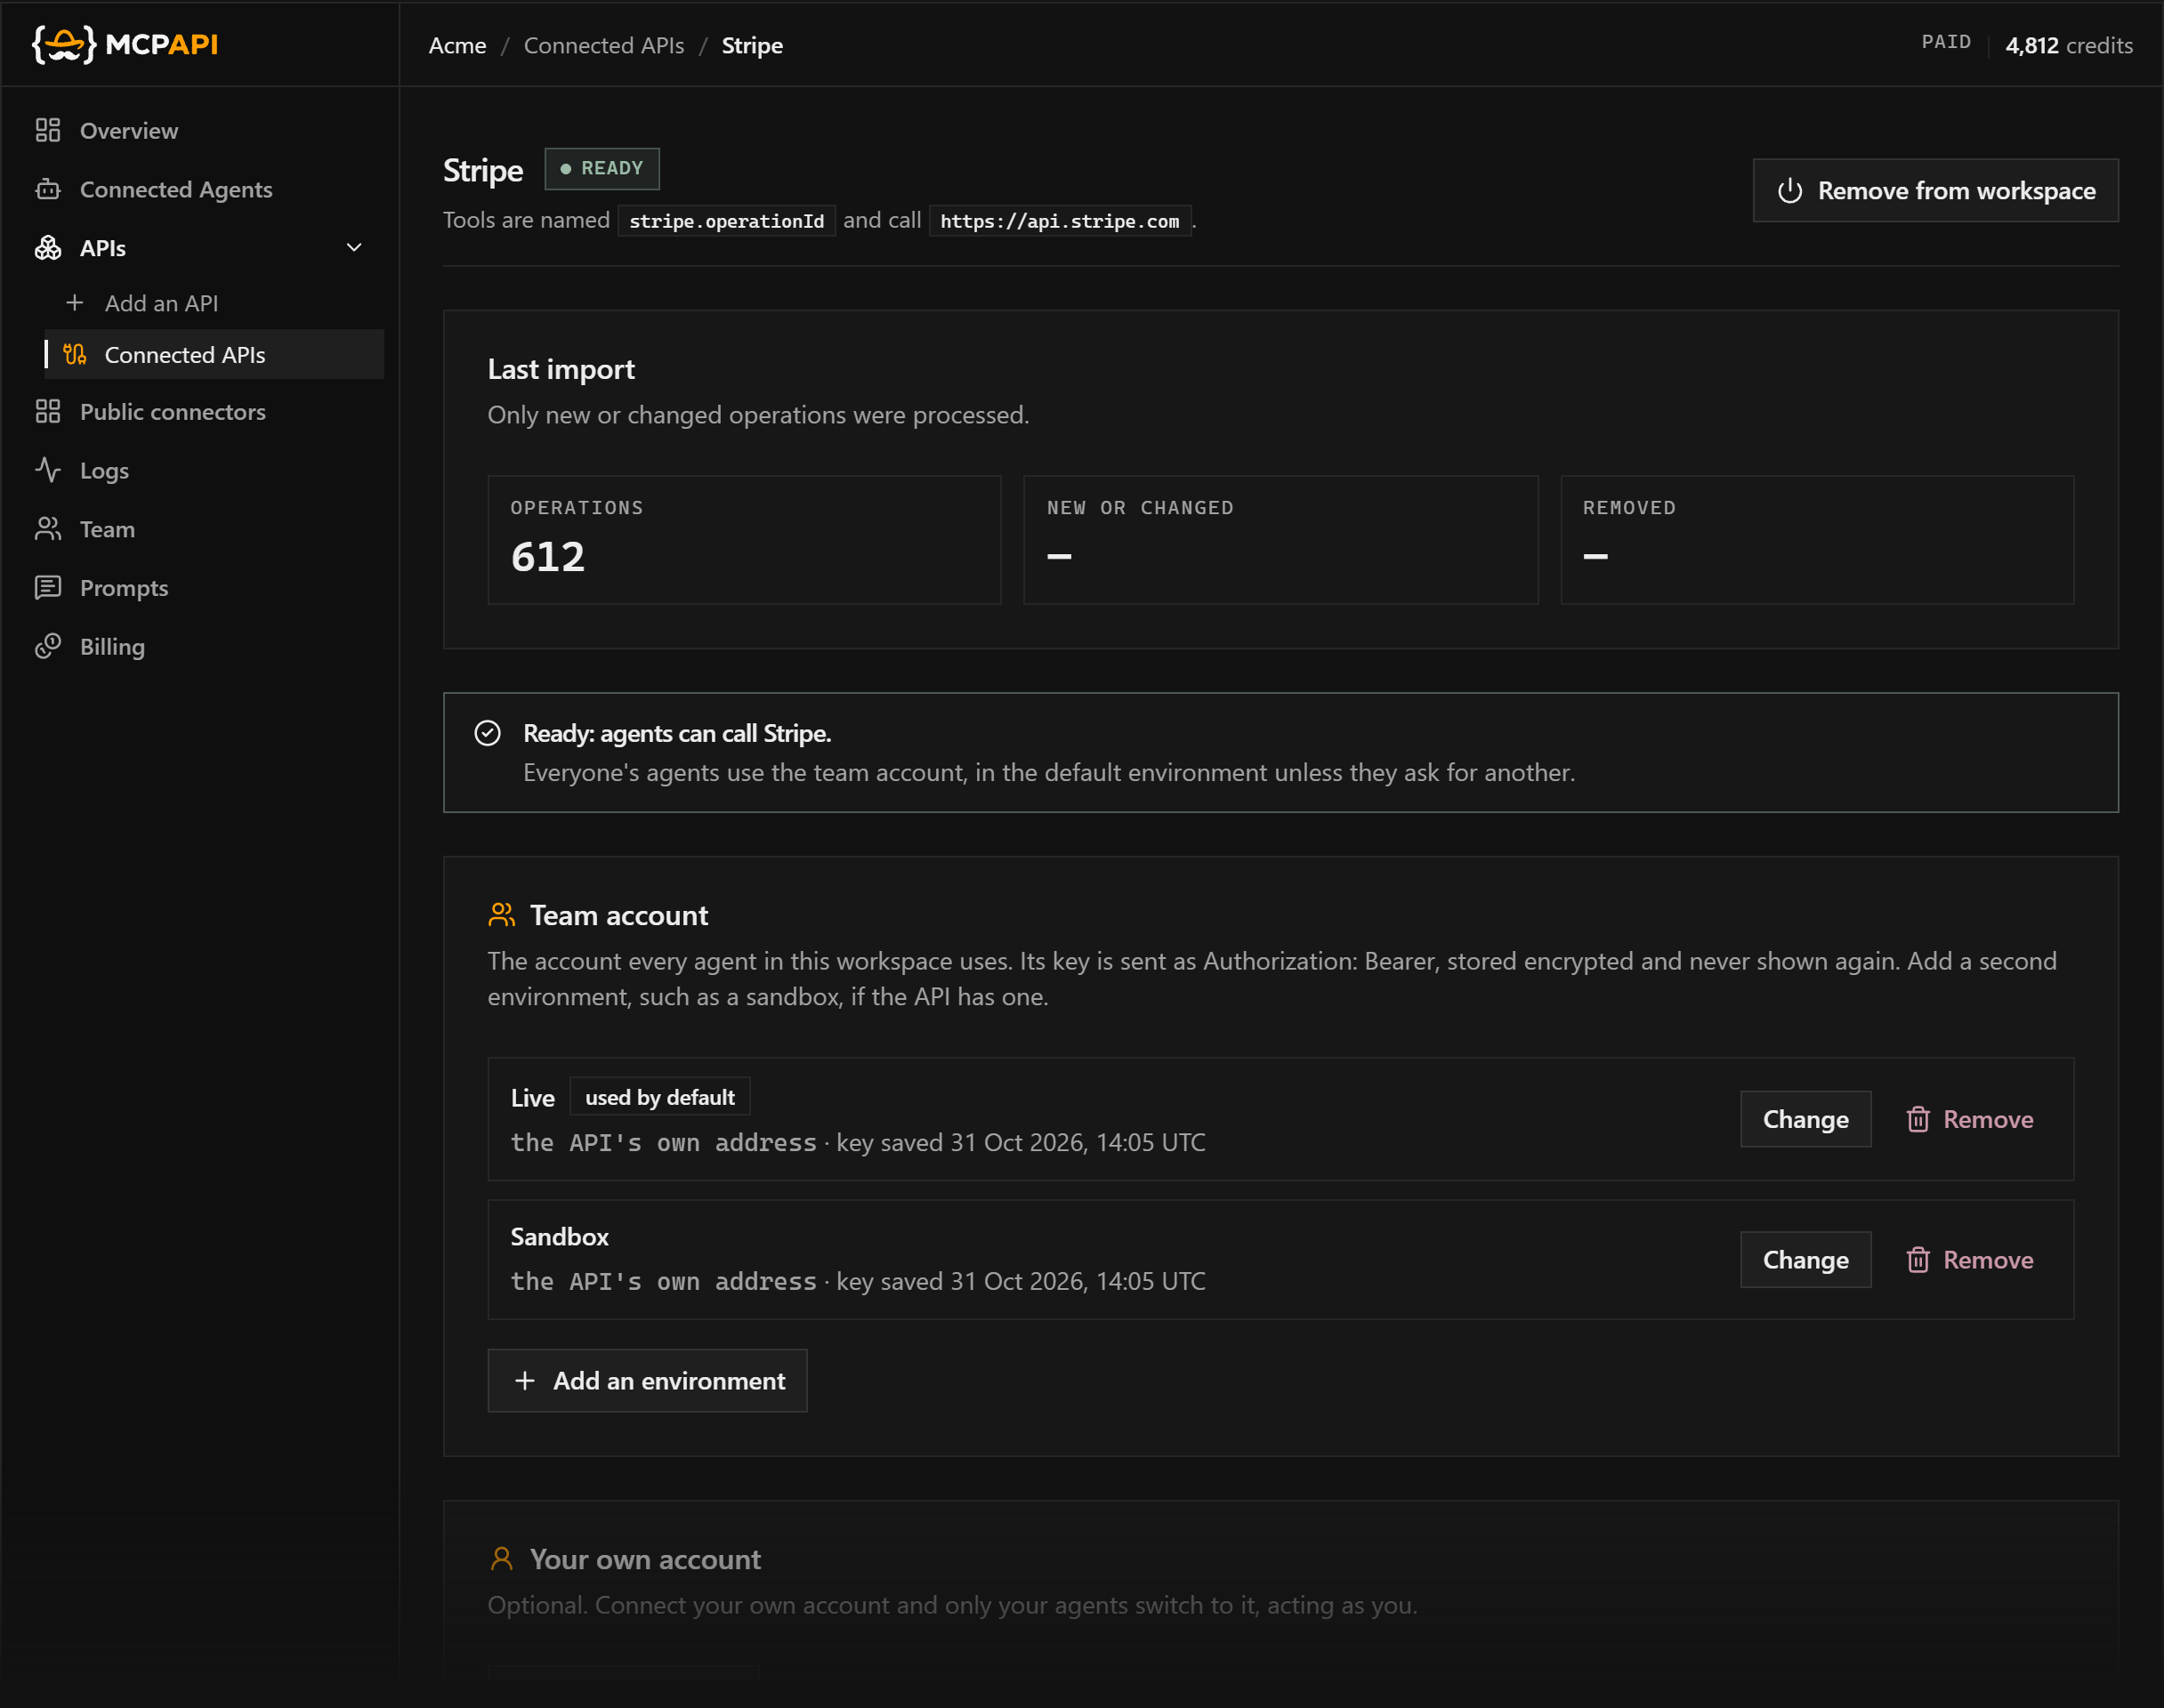 MCPAPI
Acme / Connected APIs / Stripe
PAID
4,812 credits
Overview
Connected Agents
APIs
Add an API
Connected APIs
Public connectors
Logs
Team
Prompts
Billing
Stripe
READY
Remove from workspace
Tools are named stripe.operationId and call https://api.stripe.com.
Last import
Only new or changed operations were processed.
OPERATIONS
612
NEW OR CHANGED
–
REMOVED
–
Ready: agents can call Stripe.
Everyone's agents use the team account, in the default environment unless they ask for another.
Team account
The account every agent in this workspace uses. Its key is sent as Authorization: Bearer, stored encrypted and never shown again. Add a second
environment, such as a sandbox, if the API has one.
Live used by default
the API's own address · key saved 31 Oct 2026, 14:05 UTC
Change
Remove
Sandbox
the API's own address · key saved 31 Oct 2026, 14:05 UTC
Change
Remove
Add an environment
Your own account
Optional. Connect your own account and only your agents switch to it, acting as you.